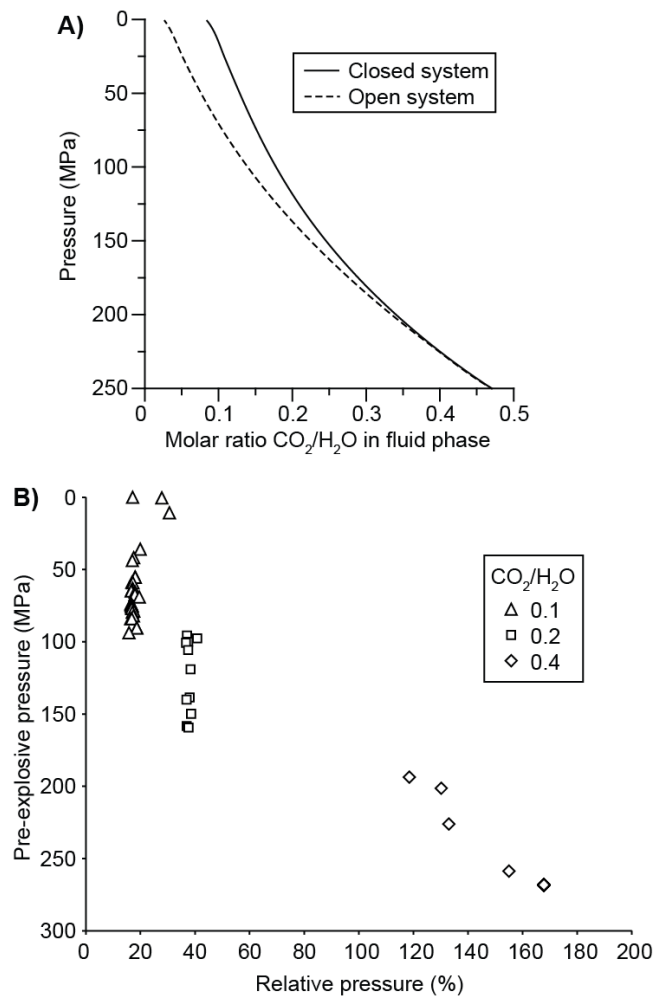 A)
0
50
100
150
200
250
Pressure (MPa)
Closed system
Open system
0 0.1 0.2 0.3 0.4 0.5
Molar ratio CO₂/H₂O in fluid phase
B)
0
50
100
150
200
250
300
Pre-explosive pressure (MPa)
CO₂/H₂O
0.1
0.2
0.4
0 20 40 60 80 100 120 140 160 180 200
Relative pressure (%)